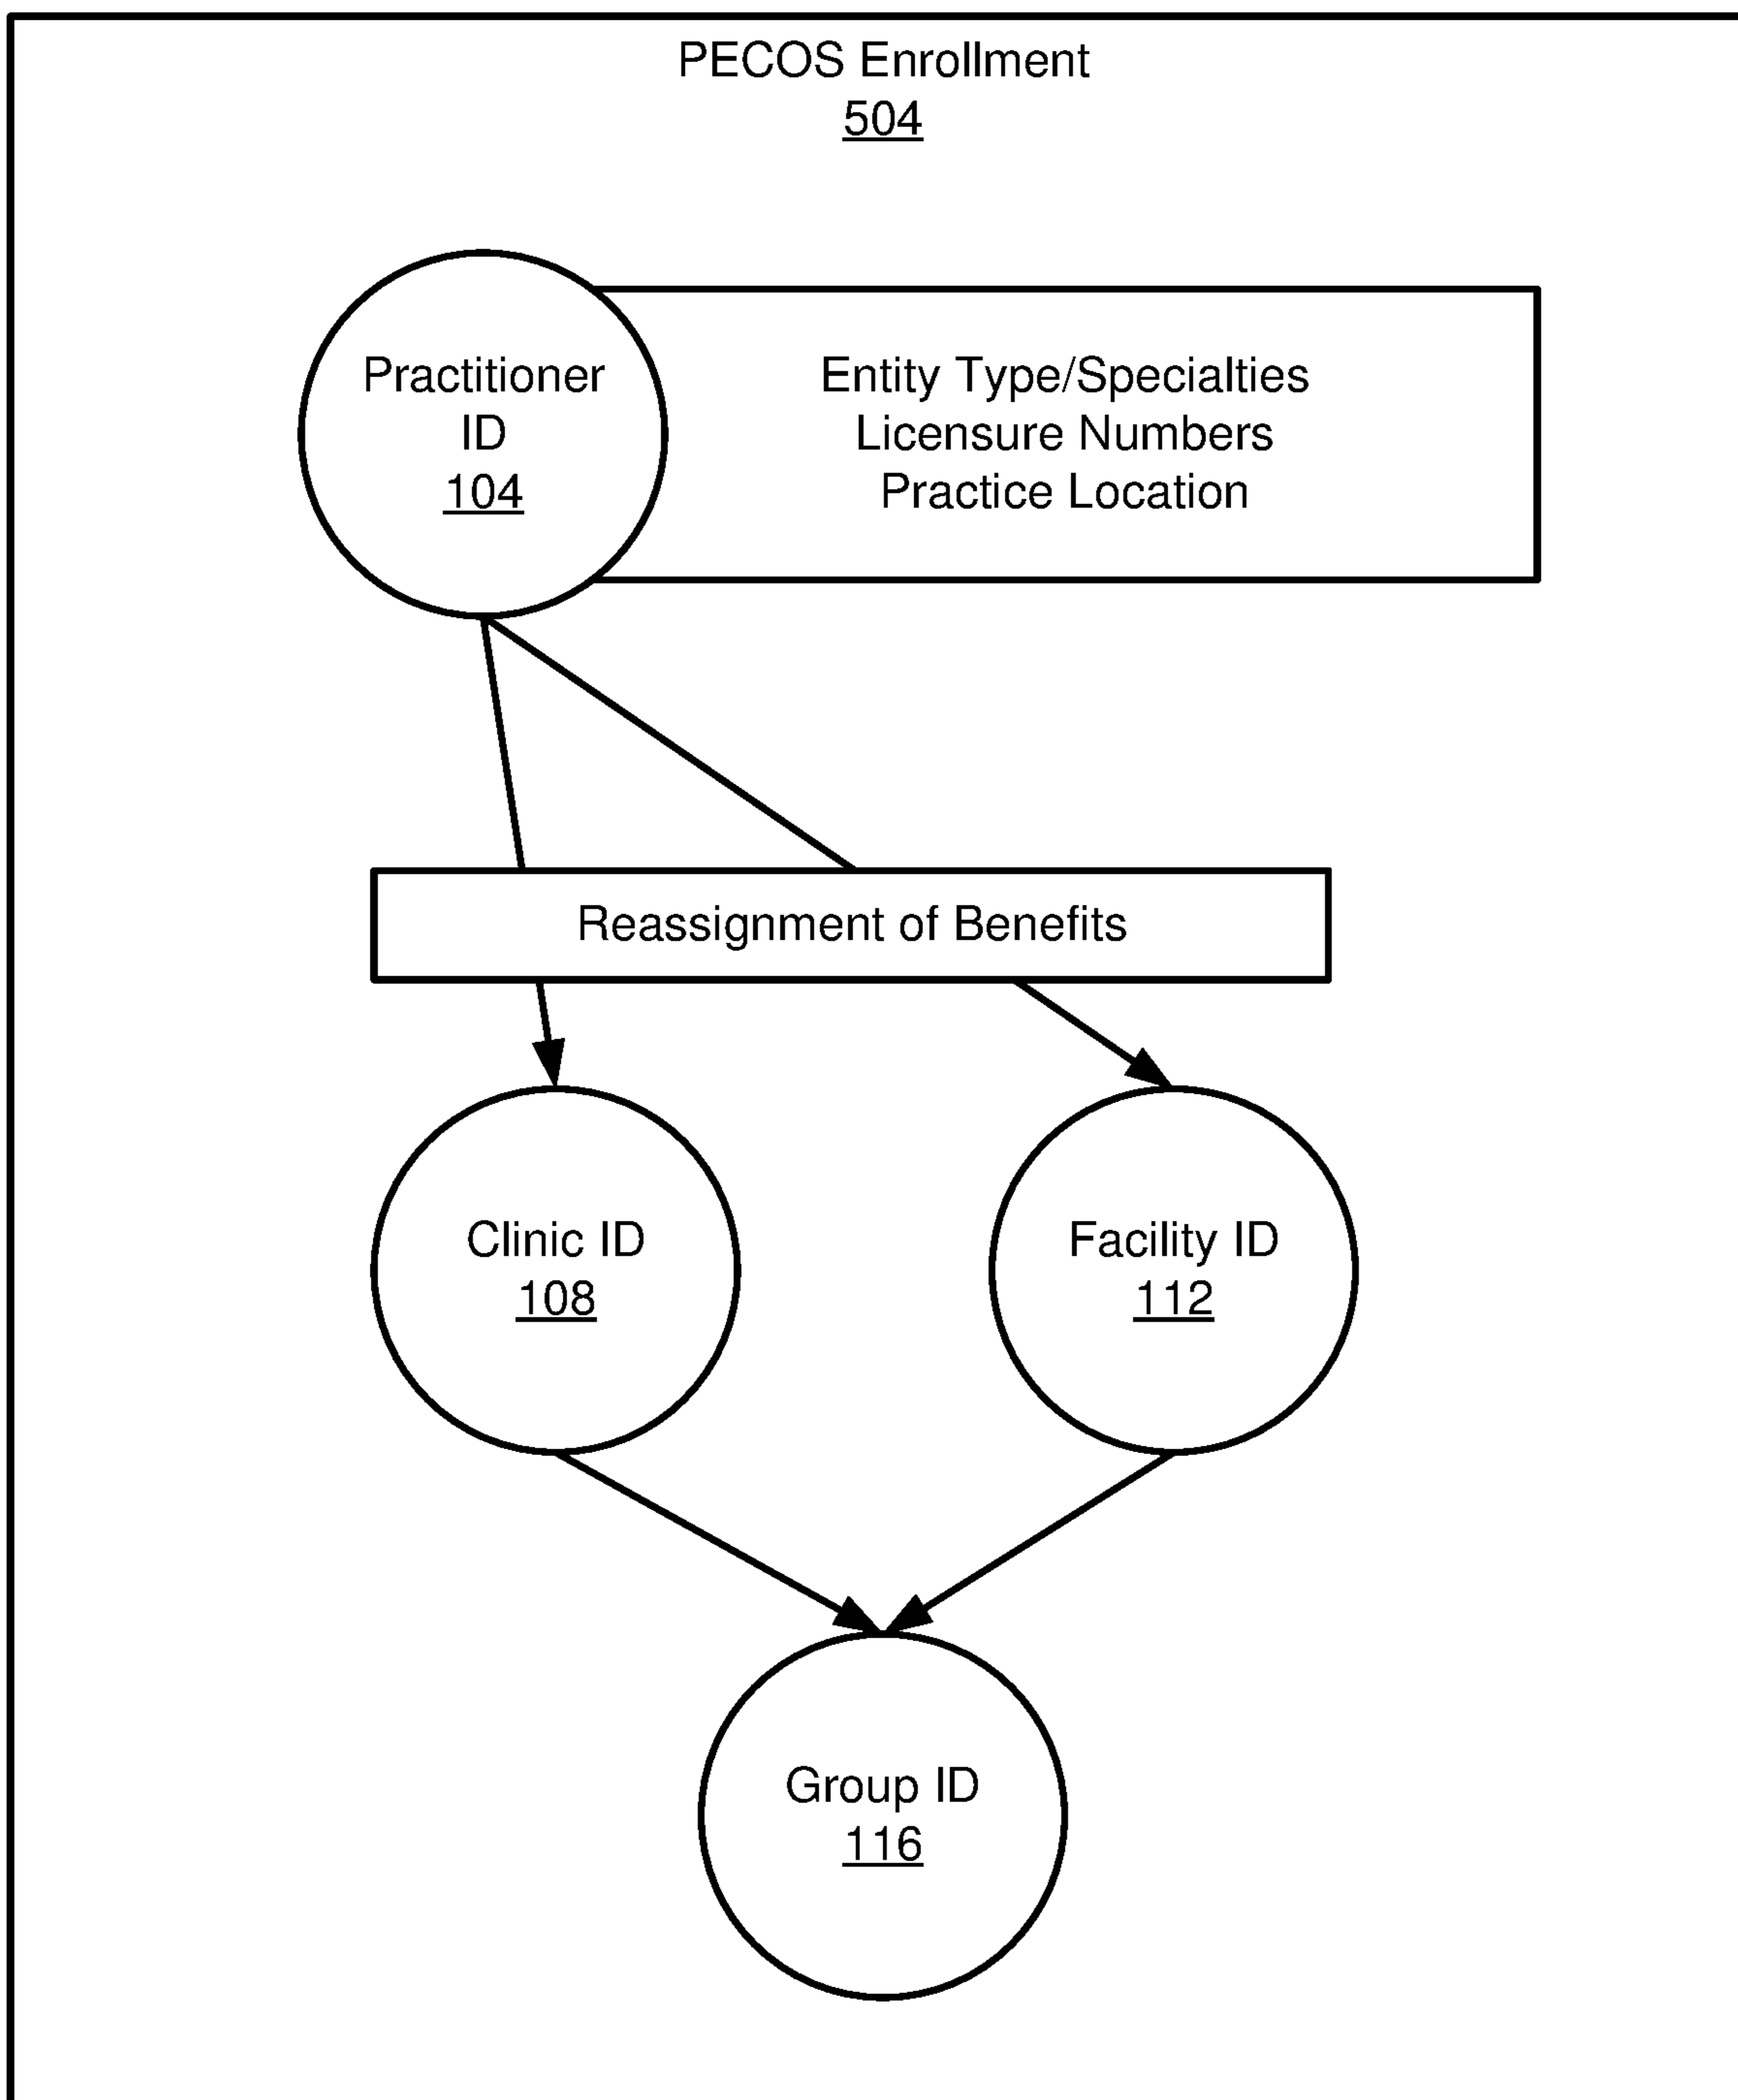 PECOS Enrollment
504
Practitioner
ID
104
Entity Type/Specialties
Licensure Numbers
Practice Location
Reassignment of Benefits
Clinic ID
108
Facility ID
112
Group ID
116